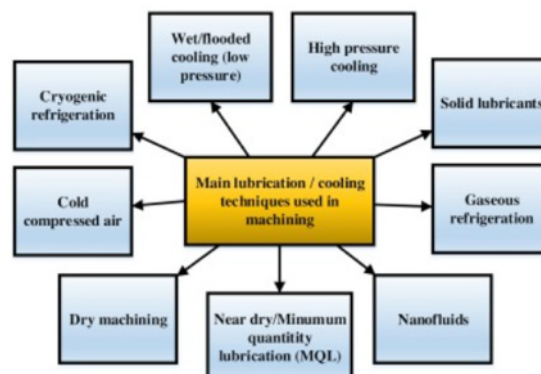 Wet/flooded
cooling (low
pressure)
High pressure
cooling
Cryogenic
refrigeration
Solid lubricants
Main lubrication / cooling
techniques used in
machining
Cold
compressed air
Gaseous
refrigeration
Dry machining
Near dry/Minumum
quantitity
lubrication (MQL)
Nanofluids